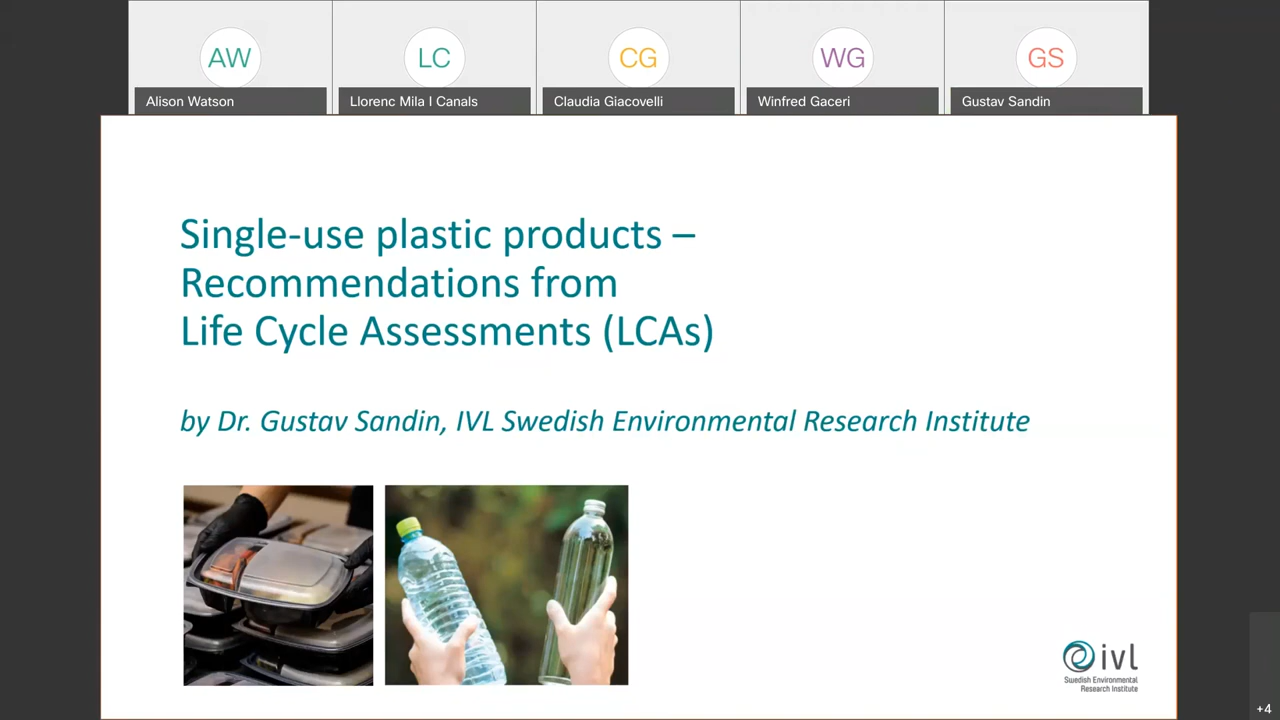 AW
LC
CG
WG
GS
Alison Watson
Llorenc Mila I Canals
Claudia Giacovelli
Winfred Gaceri
Gustav Sandin
Single-use plastic products –
Recommendations from
Life Cycle Assessments (LCAs)
by Dr. Gustav Sandin, IVL Swedish Environmental Research Institute
ivl
Swedish Environmental
Research Institute
+4